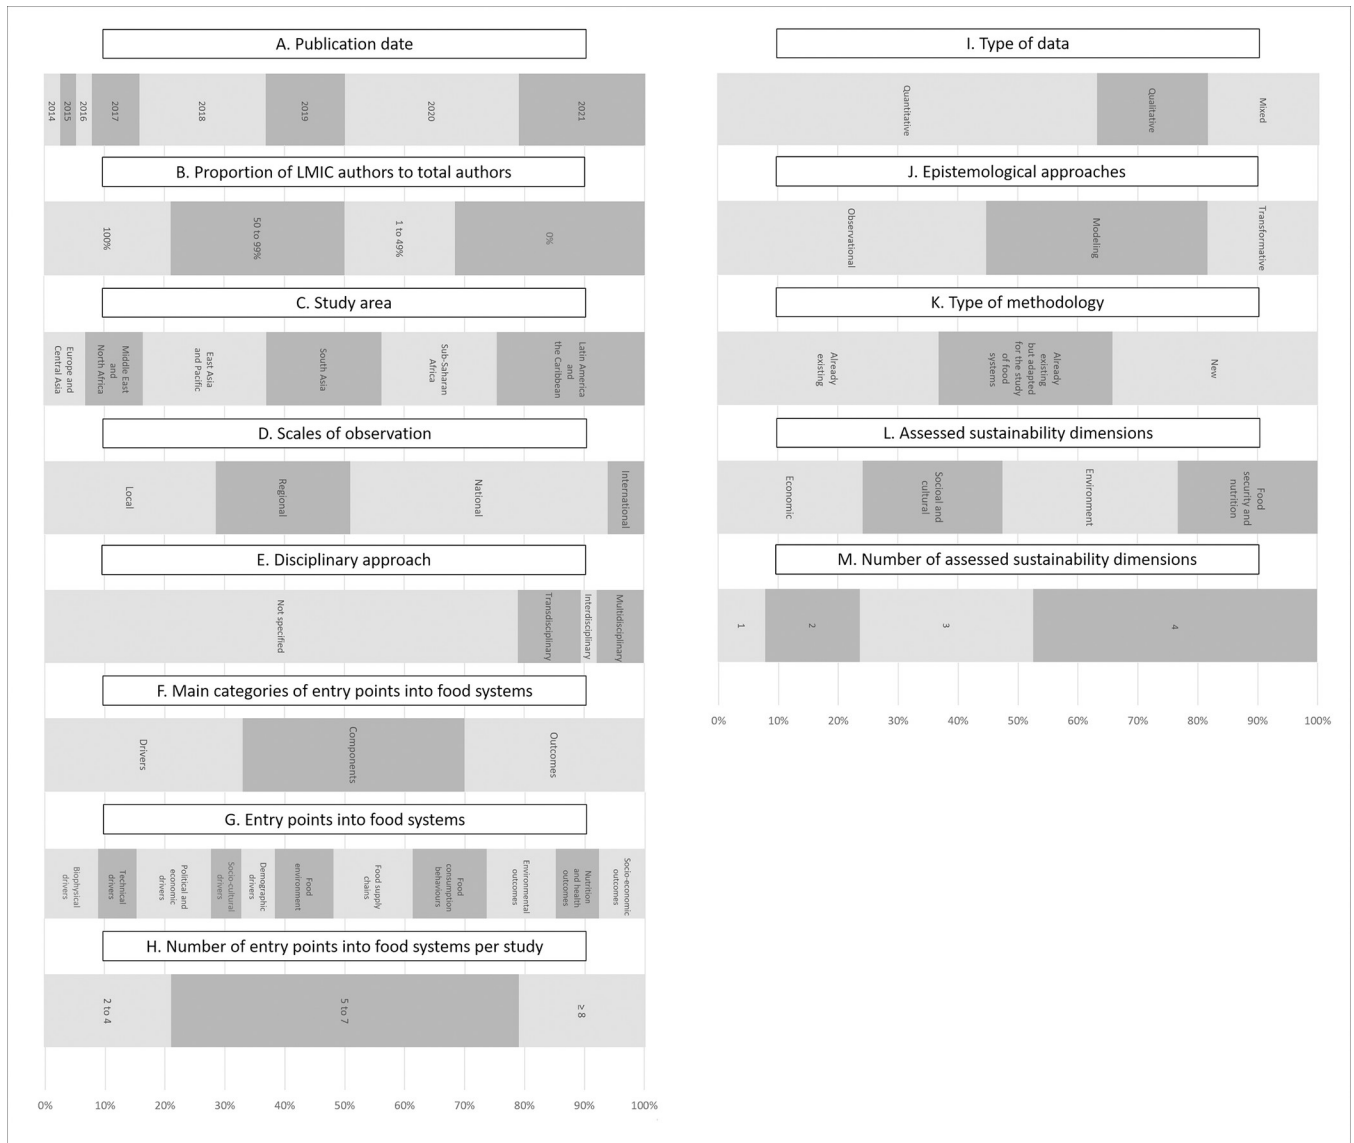 A. Publication date
2014
2015
2016
2017
2018
2019
2020
2021
B. Proportion of LMIC authors to total authors
100%
50 to 99%
1 to 49%
0%
C. Study area
Europe and
Central Asia
Middle East
and
North Africa
East Asia
and Pacific
South Asia
Sub-Saharan
Africa
Latin America
and
the Caribbean
D. Scales of observation
Local
Regional
National
International
E. Disciplinary approach
Not specified
Transdisciplinary
Interdisciplinary
Multidisciplinary
F. Main categories of entry points into food systems
Drivers
Components
Outcomes
G. Entry points into food systems
Biophysical
drivers
Technical
drivers
Political and
economic
drivers
Socio-cultural
drivers
Demographic
drivers
Food
environment
Food supply
chains
Food
consumption
behaviours
Environmental
outcomes
Nutrition
and health
outcomes
Socio-economic
outcomes
H. Number of entry points into food systems per study
2 to 4
5 to 7
≥ 8
0% 10% 20% 30% 40% 50% 60% 70% 80% 90% 100%
I. Type of data
Quantitative
Qualitative
Mixed
J. Epistemological approaches
Observational
Modeling
Transformative
K. Type of methodology
Already
existing
Already
existing
but adapted
for the study
of food
systems
New
L. Assessed sustainability dimensions
Economic
Socioal and
cultural
Environment
Food
security and
nutrition
M. Number of assessed sustainability dimensions
1
2
3
4
0% 10% 20% 30% 40% 50% 60% 70% 80% 90% 100%